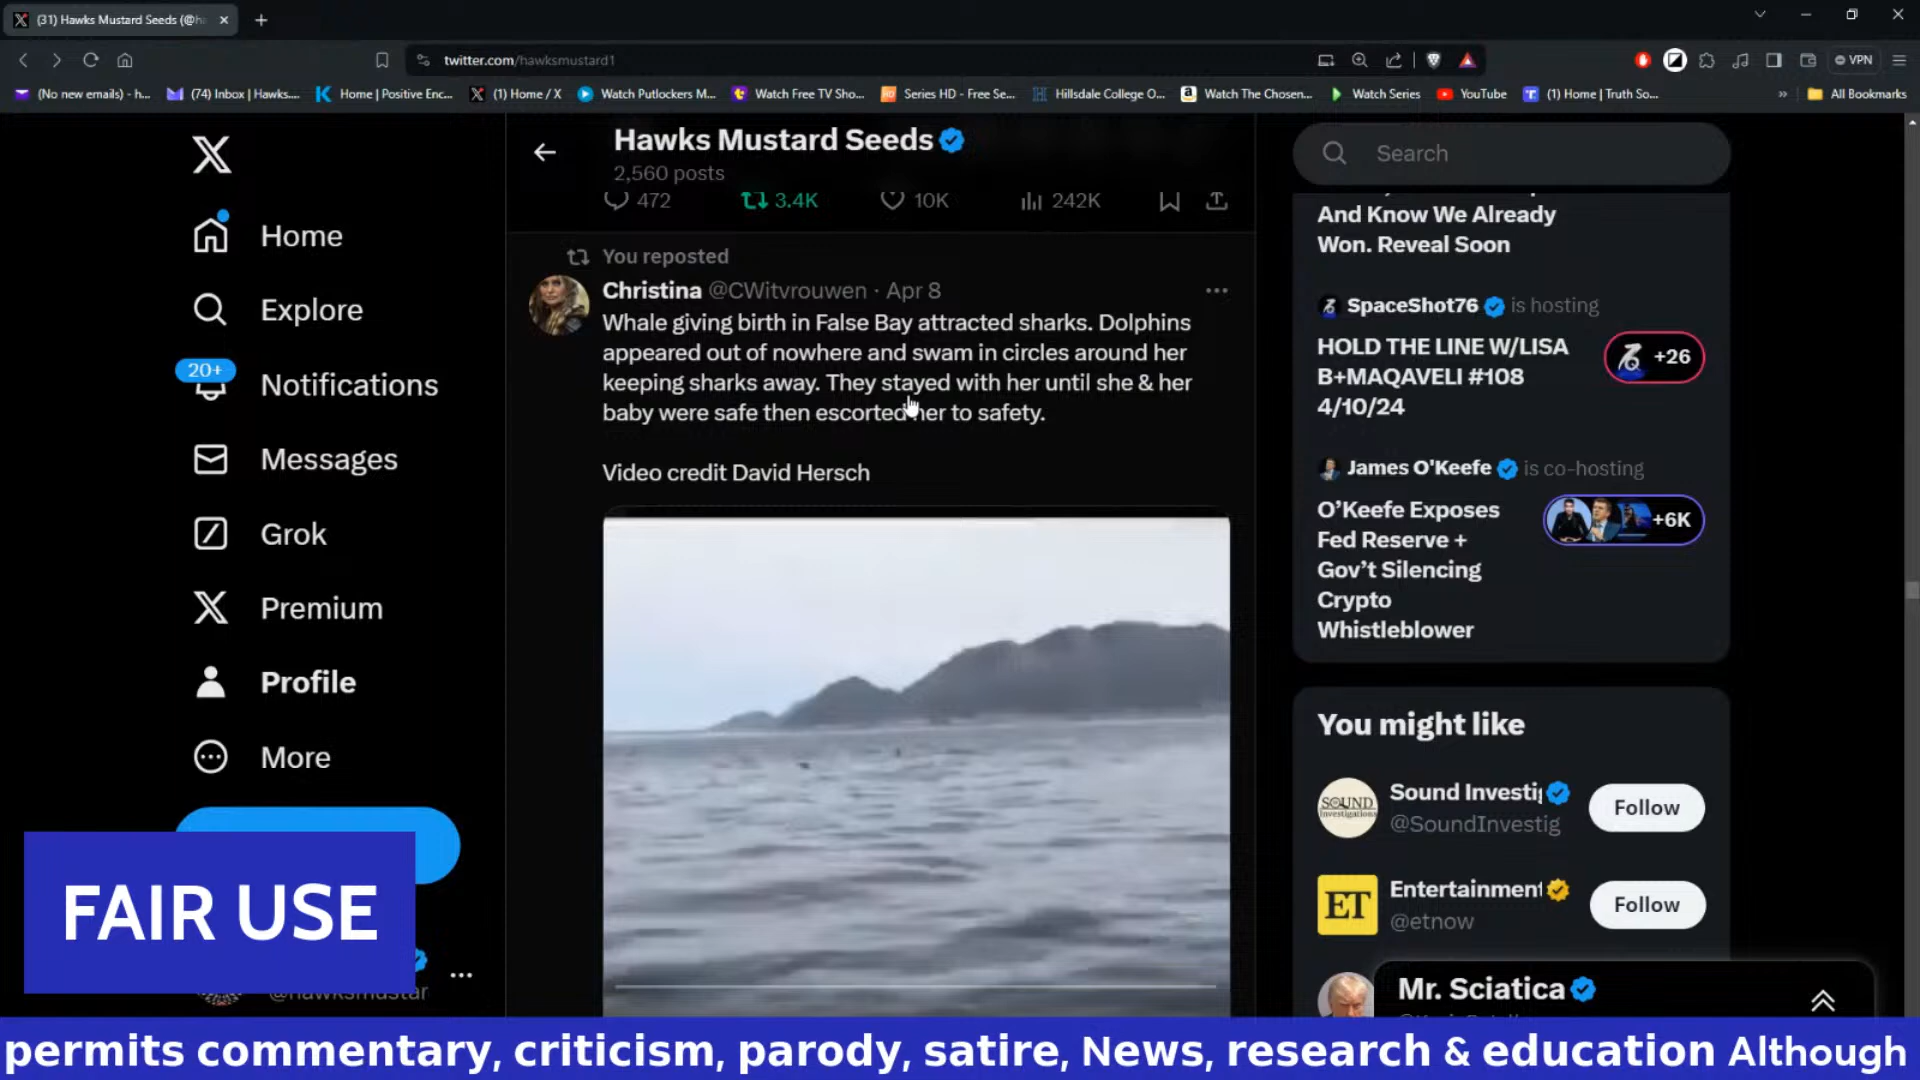 (31) Hawks Mustard Seeds (@h
twitter.com/hawksmustard1
VPN
(No new emails) - h...
(74) Inbox | Hawks....
Home | Positive Enc...
(1) Home / X
Watch Putlockers M...
Watch Free TV Sho...
Series HD - Free Se...
Hillsdale College O...
Watch The Chosen...
Watch Series
YouTube
(1) Home | Truth So...
All Bookmarks
Home
Explore
20+
Notifications
Messages
Grok
Premium
Profile
More
Hawks Mustard Seeds
2,560 posts
472
3.4K
10K
242K
You reposted
Christina @CWitvrouwen · Apr 8
Whale giving birth in False Bay attracted sharks. Dolphins
appeared out of nowhere and swam in circles around her
keeping sharks away. They stayed with her until she & her
baby were safe then escorted her to safety.
Video credit David Hersch
Search
And Know We Already
Won. Reveal Soon
SpaceShot76 is hosting
HOLD THE LINE W/LISA
B+MAQAVELI #108
4/10/24
+26
James O'Keefe is co-hosting
O'Keefe Exposes
Fed Reserve +
Gov't Silencing
Crypto
Whistleblower
+6K
You might like
SOUND
Investigations
Sound Investi
@SoundInvestig
Follow
ET
Entertainment
@etnow
Follow
Mr. Sciatica
FAIR USE
@hawksmustar
permits commentary, criticism, parody, satire, News, research & education Although